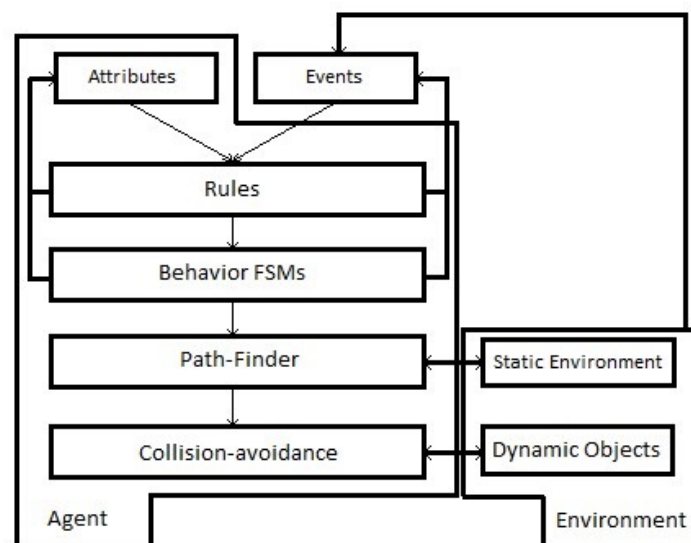 Attributes
Events
Rules
Behavior FSMs
Path-Finder
Static Environment
Collision-avoidance
Dynamic Objects
Agent
Environment